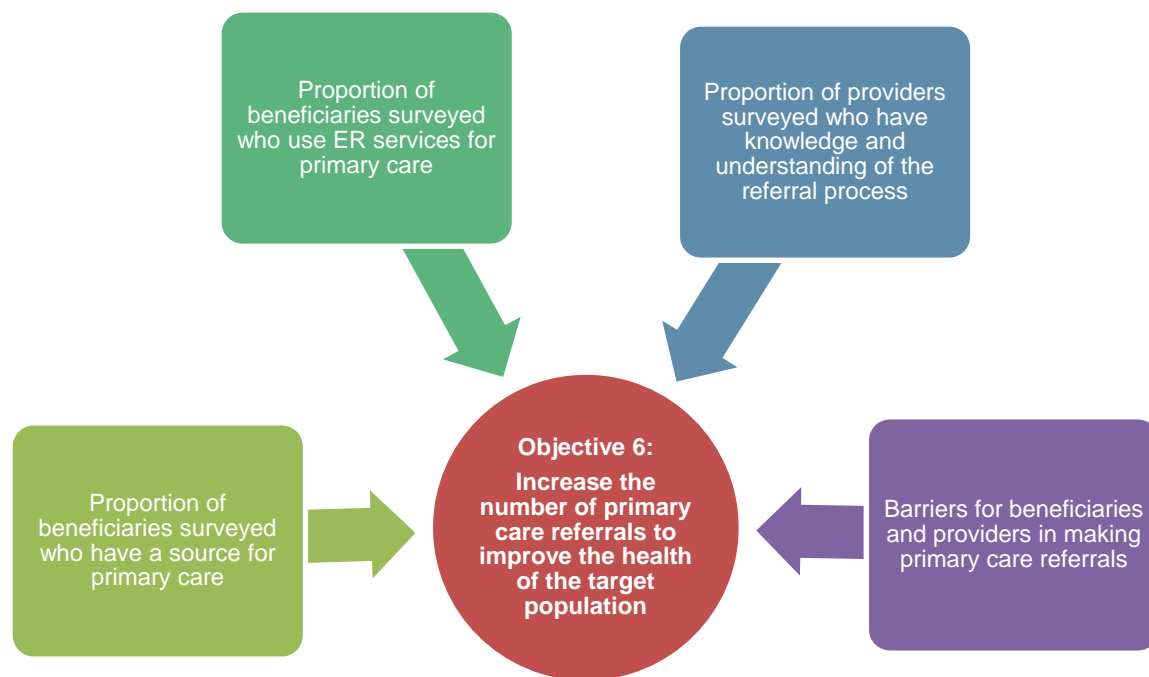 Proportion of
beneficiaries surveyed
who use ER services for
primary care
Proportion of providers
surveyed who have
knowledge and
understanding of the
referral process
Proportion of
beneficiaries surveyed
who have a source for
primary care
Objective 6:
Increase the
number of primary
care referrals to
improve the health
of the target
population
Barriers for beneficiaries
and providers in making
primary care referrals